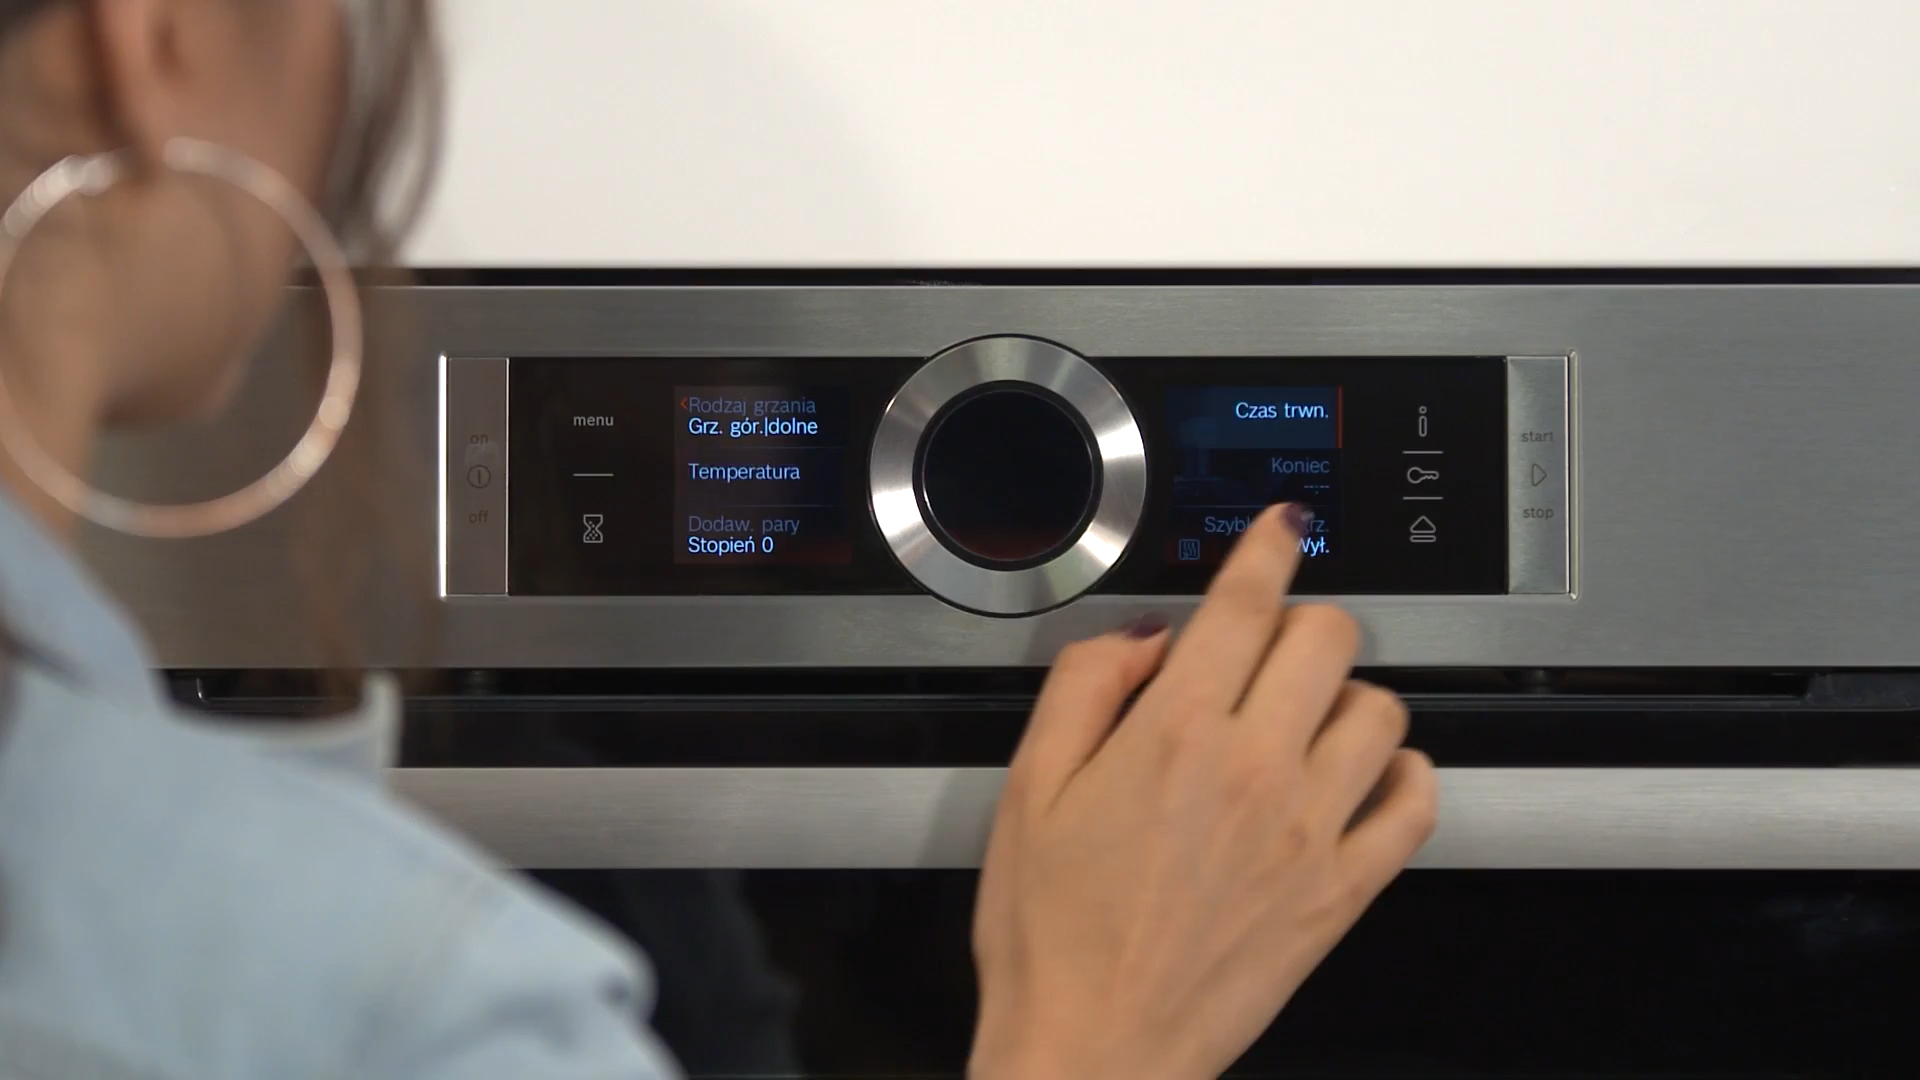 on
off
menu
Rodzaj grzania
Grz. gór.|dolne
Temperatura
Dodaw. pary
Stopień 0
Czas trwn.
Koniec
--:--
Wył.
start
stop